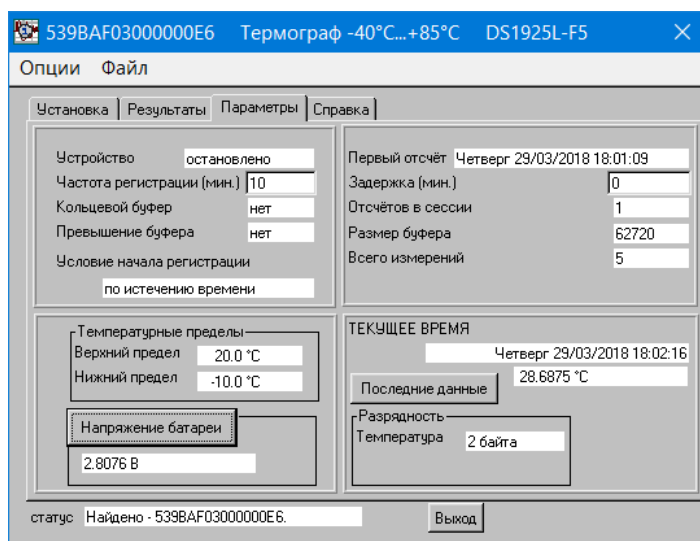 539BAF03000000E6 Термограф -40°C...+85°C DS1925L-F5
Опции Файл
Установка Результаты Параметры Справка
Устройство остановлено
Частота регистрации (мин.) 10
Кольцевой буфер нет
Превышение буфера нет
Условие начала регистрации
по истечению времени
Первый отсчёт Четверг 29/03/2018 18:01:09
Задержка (мин.) 0
Отсчётов в сессии 1
Размер буфера 62720
Всего измерений 5
Температурные пределы
Верхний предел 20.0 °C
Нижний предел -10.0 °C
Напряжение батареи
2.8076 В
ТЕКУЩЕЕ ВРЕМЯ
Четверг 29/03/2018 18:02:16
Последние данные 28.6875 °C
Разрядность
Температура 2 байта
статус Найдено - 539BAF03000000E6.
Выход